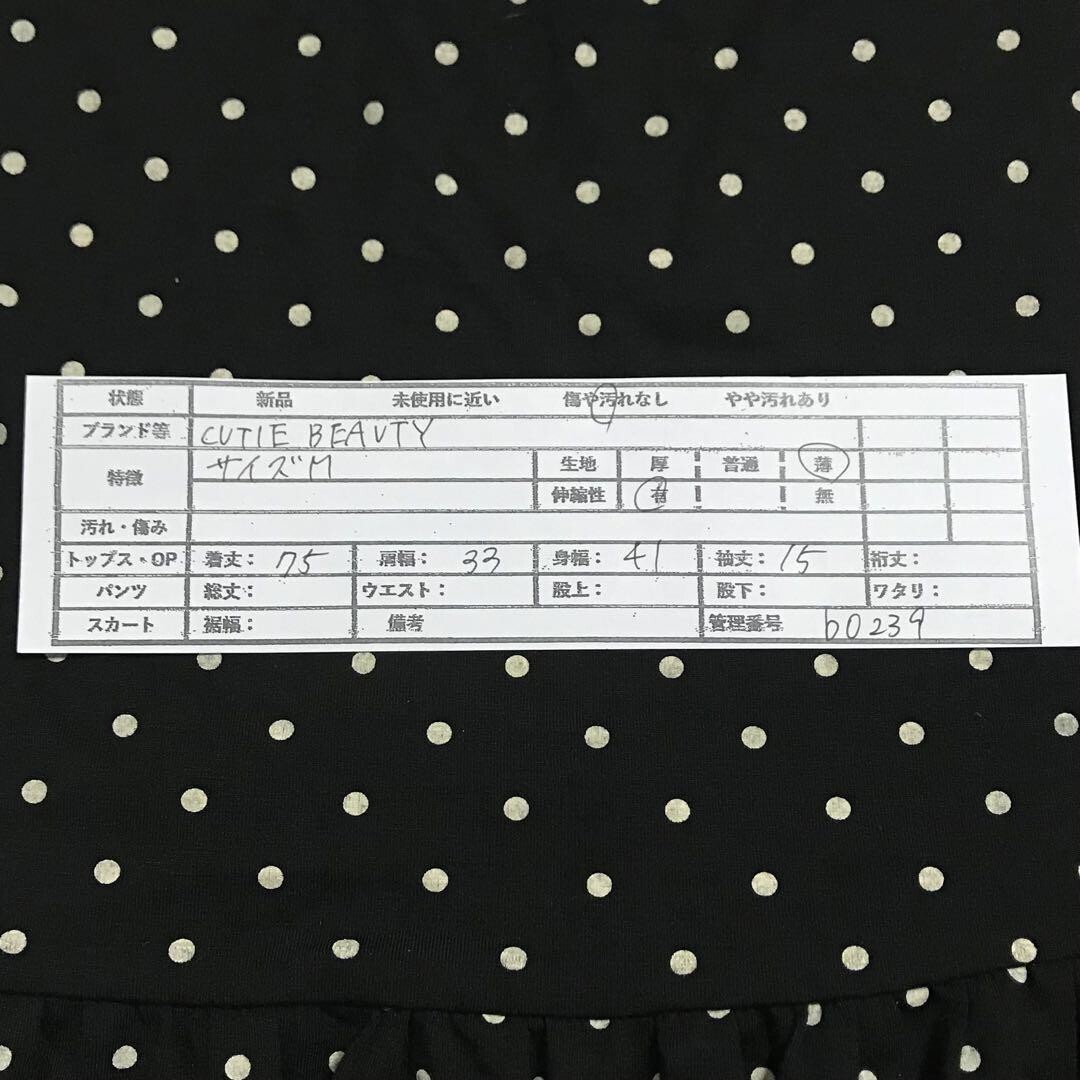 状態 新品 未使用に近い 傷や汚れなし やや汚れあり
ブランド等 CUTIE BEAUTY
特徴 サイズM 生地 厚 普通 薄
伸縮性 有 無
汚れ・傷み
トップス・OP 着丈: 75 肩幅: 33 身幅: 41 袖丈: 15 裄丈:
パンツ 総丈: ウエスト: 股上: 股下: ワタリ:
スカート 裾幅: 備考 管理番号 b0239